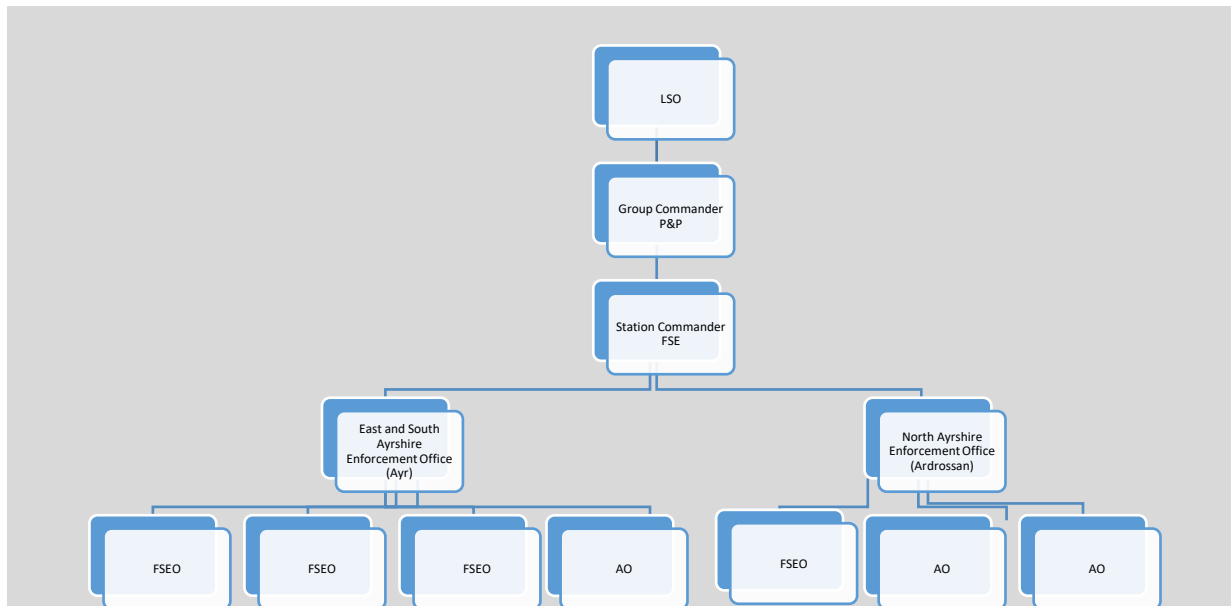 LSO
Group Commander
P&P
Station Commander
FSE
East and South
Ayrshire
Enforcement Office
(Ayr)
North Ayrshire
Enforcement Office
(Ardrossan)
FSEO
FSEO
FSEO
AO
FSEO
AO
AO